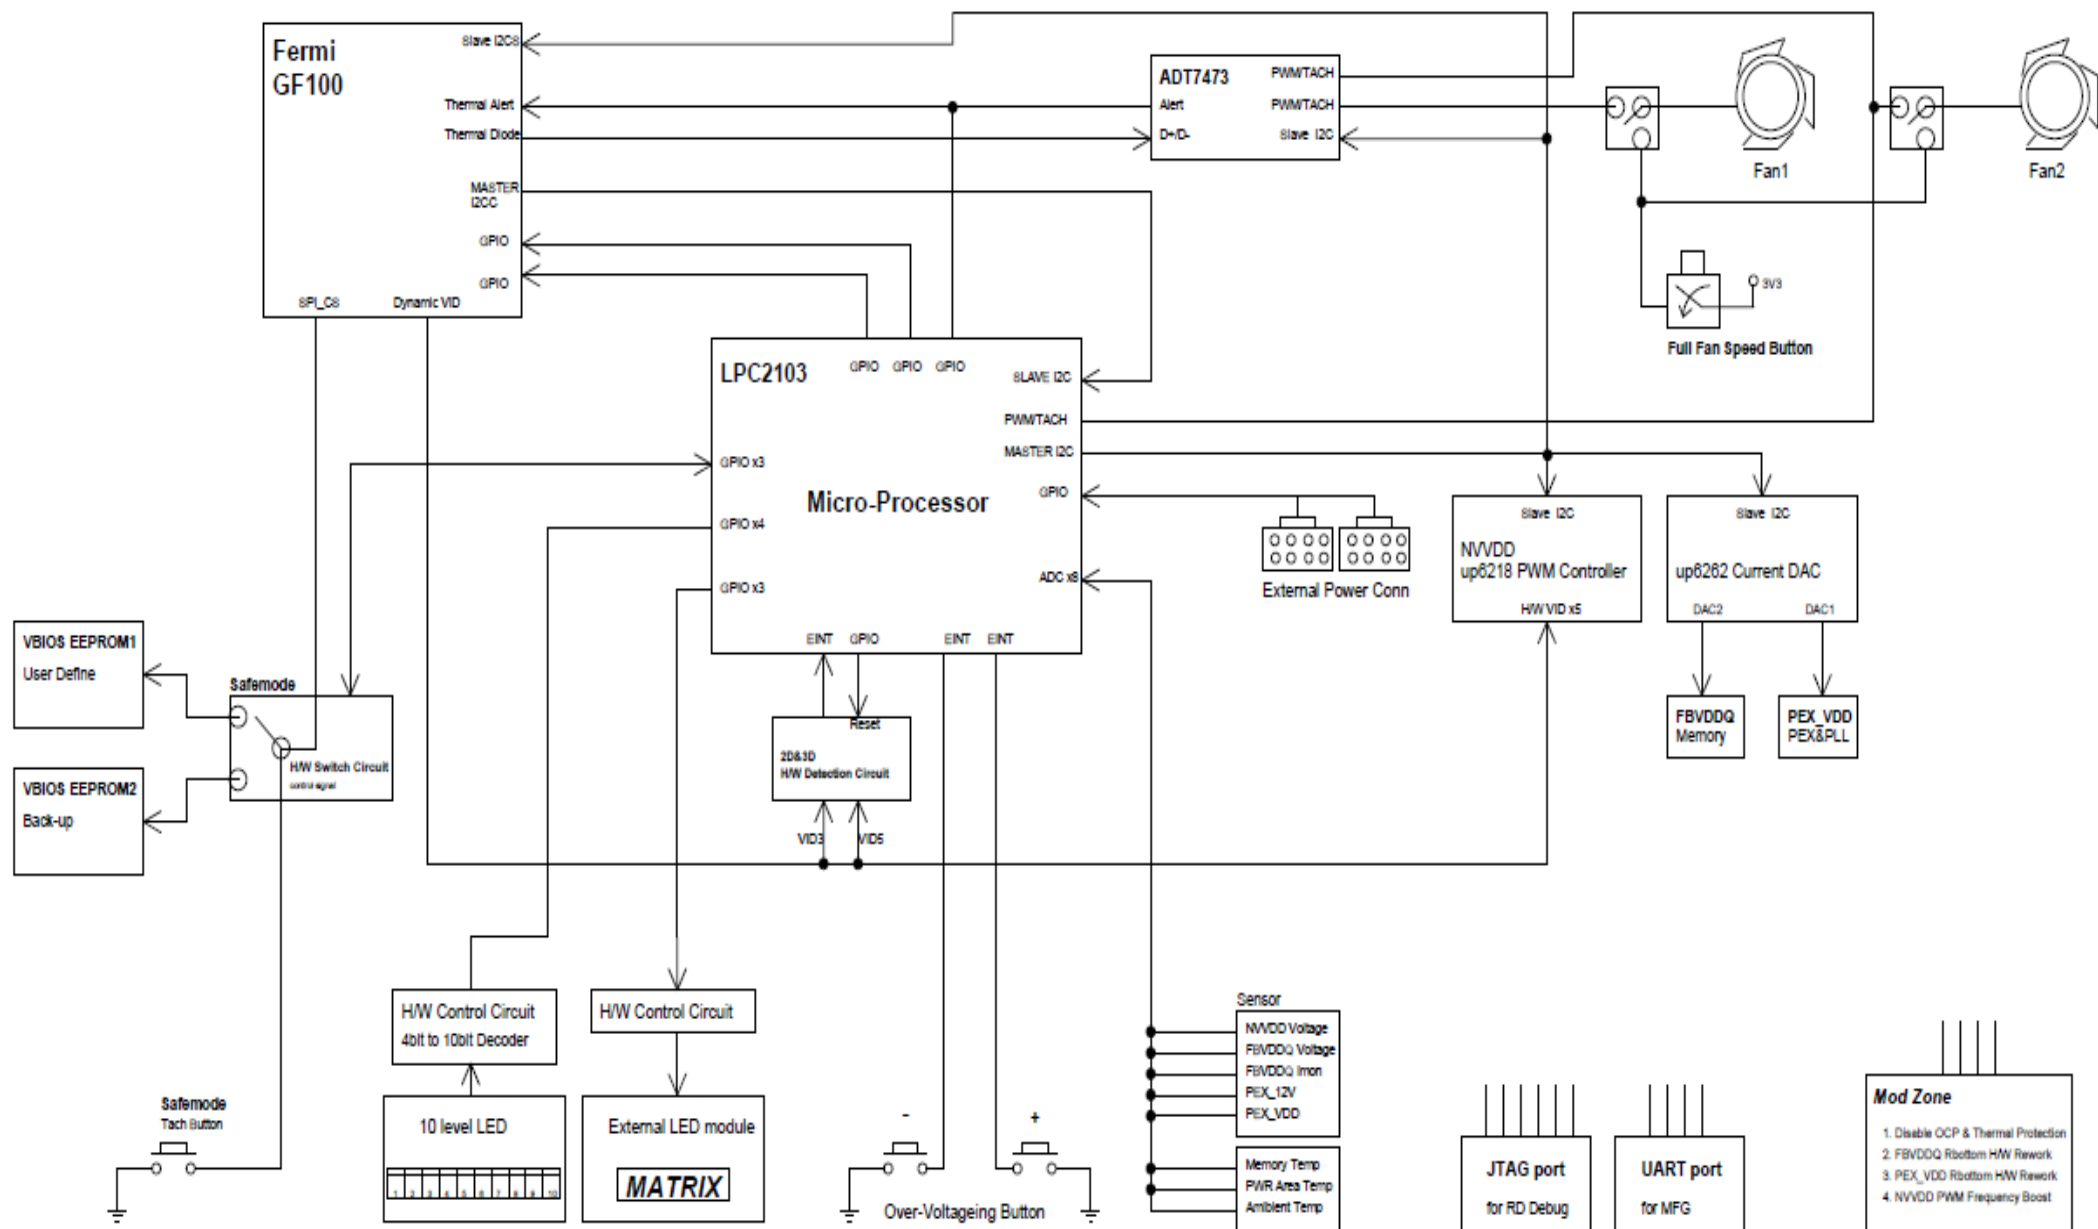 Fermi
GF100
Slave I2CS
Thermal Alert
Thermal Diode
MASTER
I2CC
GPIO
GPIO
SPI_CS
Dynamic VID
ADT7473
PWM/TACH
Alert
PWM/TACH
D+/D-
Slave I2C
Fan1
Fan2
3V3
Full Fan Speed Button
LPC2103
GPIO
GPIO
GPIO
SLAVE I2C
PWM/TACH
MASTER I2C
GPIO x3
GPIO
Micro-Processor
GPIO x4
ADC x8
GPIO x3
EINT
GPIO
EINT
EINT
External Power Conn
Slave I2C
NVVDD
up6218 PWM Controller
H/W VID x5
Slave I2C
up6262 Current DAC
DAC2
DAC1
FBVDDQ
Memory
PEX_VDD
PEX&PLL
VBIOS EEPROM1
User Define
VBIOS EEPROM2
Back-up
Safemode
H/W Switch Circuit
control signal
Reset
2D&3D
H/W Detection Circuit
VID3
VID5
H/W Control Circuit
4bit to 10bit Decoder
H/W Control Circuit
10 level LED
1 2 3 4 5 6 7 8 9 10
External LED module
MATRIX
Safemode
Tach Button
-
+
Over-Voltageing Button
Sensor
NVVDD Voltage
FBVDDQ Voltage
FBVDDQ Imon
PEX_12V
PEX_VDD
Memory Temp
PWR Area Temp
Ambient Temp
JTAG port
for RD Debug
UART port
for MFG
Mod Zone
1. Disable OCP & Thermal Protection
2. FBVDDQ Rbottom H/W Rework
3. PEX_VDD Rbottom H/W Rework
4. NVVDD PWM Frequency Boost